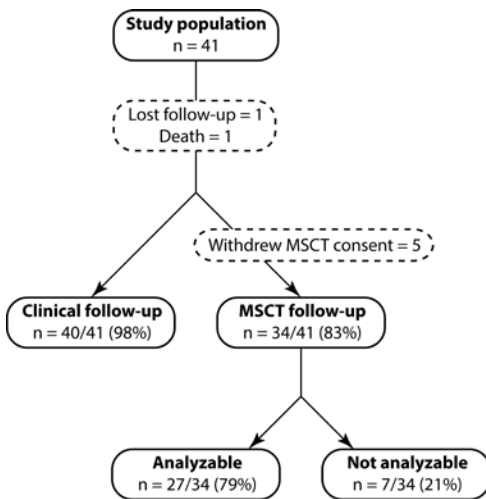 Study population
n = 41
Lost follow-up = 1
Death = 1
Withdrew MSCT consent = 5
Clinical follow-up
n = 40/41 (98%)
MSCT follow-up
n = 34/41 (83%)
Analyzable
n = 27/34 (79%)
Not analyzable
n = 7/34 (21%)